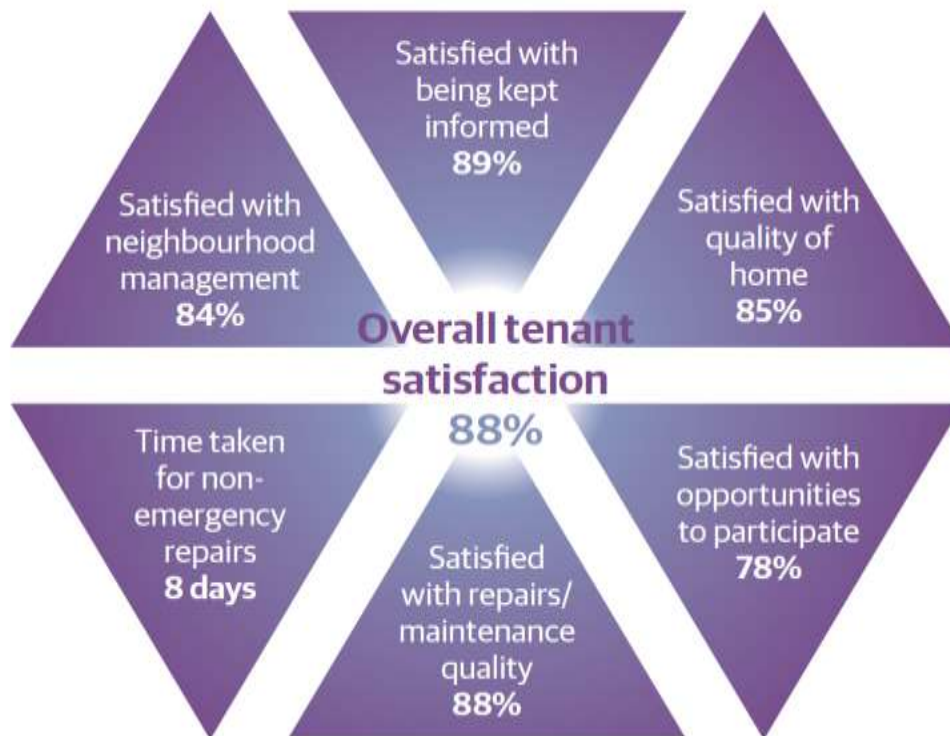 Satisfied with
being kept
informed
89%
Satisfied with
neighbourhood
management
84%
Satisfied with
quality of
home
85%
Overall tenant
satisfaction
88%
Time taken
for non-
emergency
repairs
8 days
Satisfied
with repairs/
maintenance
quality
88%
Satisfied with
opportunities
to participate
78%